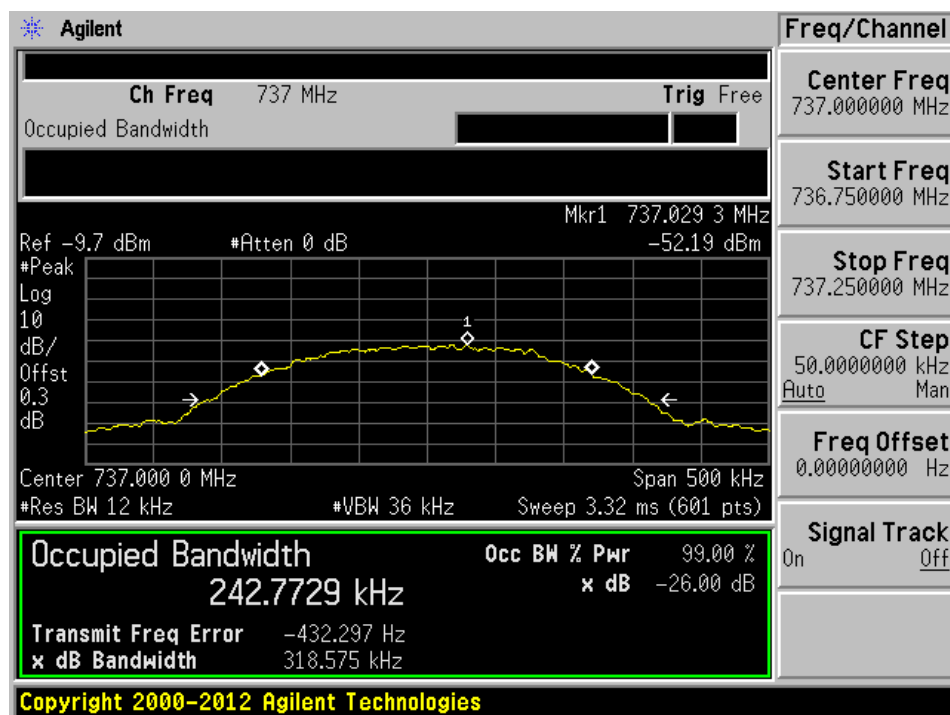 Agilent
Freq/Channel
Ch Freq 737 MHz Trig Free
Occupied Bandwidth
Center Freq
737.000000 MHz
Start Freq
736.750000 MHz
Mkr1 737.029 3 MHz
Ref -9.7 dBm #Atten 0 dB -52.19 dBm
#Peak
Log
10
dB/
Offst
0.3
dB
1
Stop Freq
737.250000 MHz
CF Step
50.0000000 kHz
Auto Man
Freq Offset
0.00000000 Hz
Center 737.000 0 MHz Span 500 kHz
#Res BW 12 kHz #VBW 36 kHz Sweep 3.32 ms (601 pts)
Signal Track
On Off
Occupied Bandwidth Occ BW % Pwr 99.00 %
242.7729 kHz x dB -26.00 dB
Transmit Freq Error -432.297 Hz
x dB Bandwidth 318.575 kHz
Copyright 2000-2012 Agilent Technologies